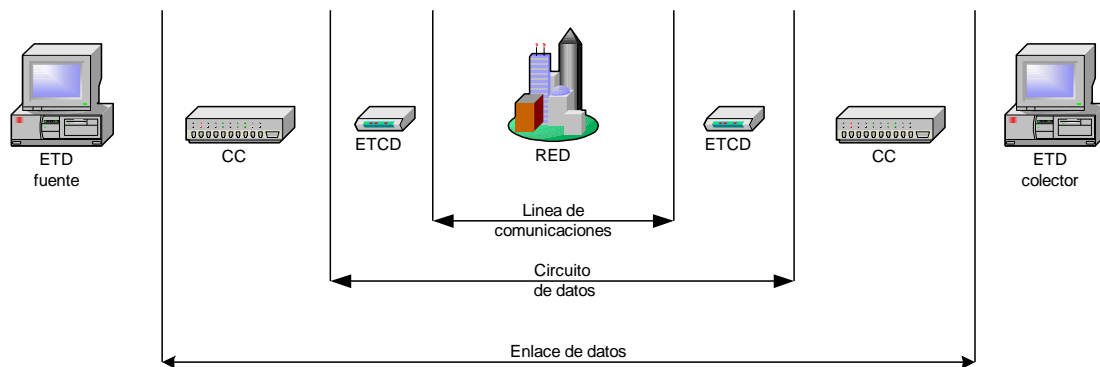 ETD
fuente
CC
ETCD
RED
ETCD
CC
ETD
colector
Linea de
comunicaciones
Circuito
de datos
Enlace de datos